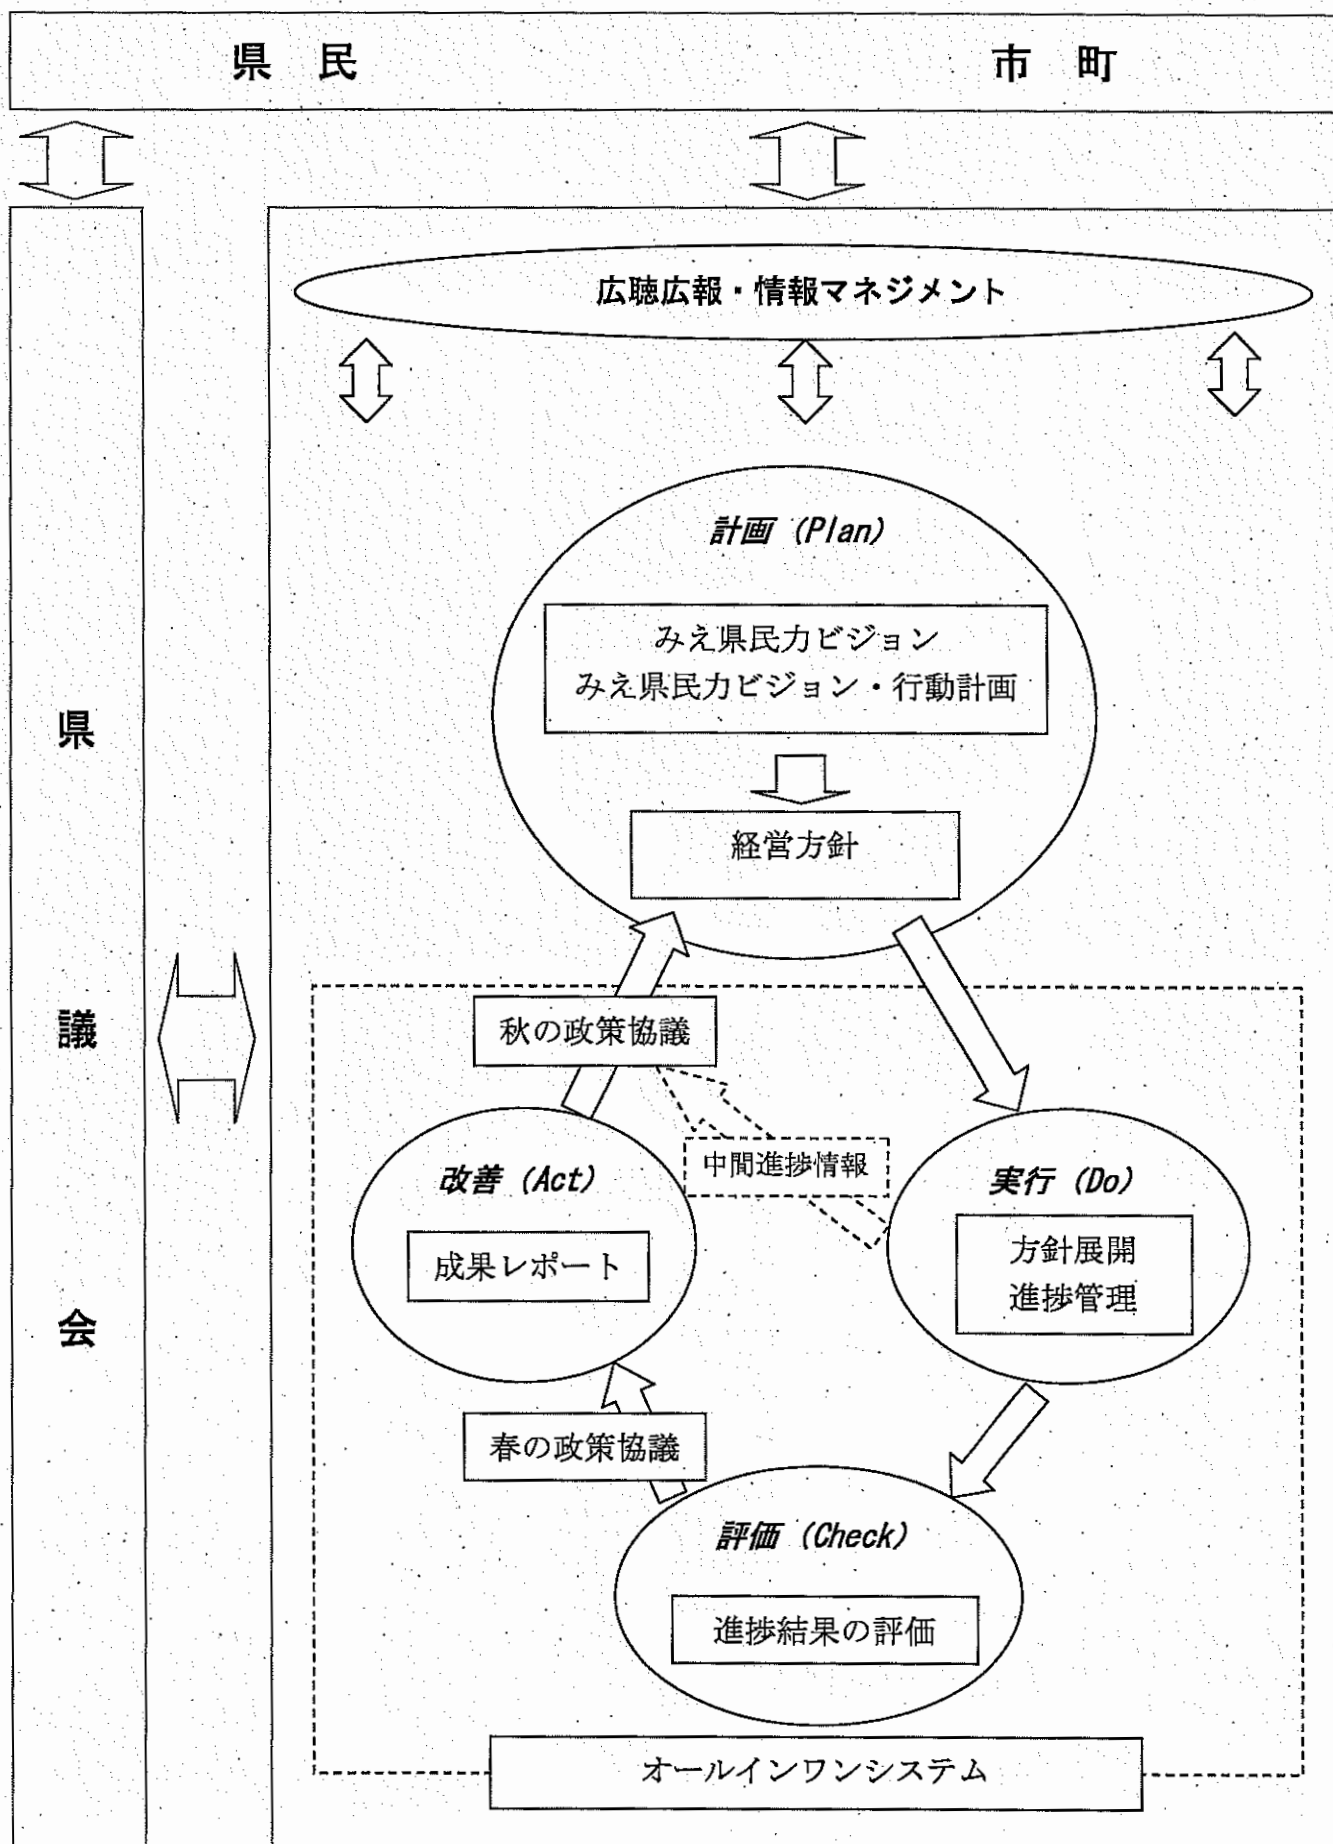 県 民
市 町
県議会
広聴広報・情報マネジメント
計画 (Plan)
みえ県民力ビジョン
みえ県民力ビジョン・行動計画
経営方針
秋の政策協議
中間進捗情報
改善 (Act)
成果レポート
実行 (Do)
方針展開
進捗管理
春の政策協議
評価 (Check)
進捗結果の評価
オールインワンシステム